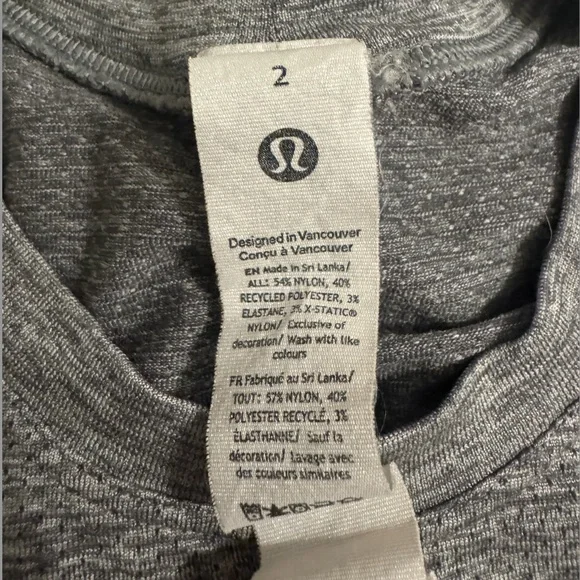 2
Designed in Vancouver
Conçu à Vancouver
EN Made in Sri Lanka/
ALL: 54% NYLON, 40%
RECYCLED POLYESTER, 3%
ELASTANE, 3% X-STATIC®
NYLON/ Exclusive of
decoration/ Wash with like
colours
FR Fabriqué au Sri Lanka/
TOUT: 57% NYLON, 40%
POLYESTER RECYCLÉ, 3%
ÉLASTHANNE/ Sauf la
décoration/ Lavage avec
des couleurs similaires